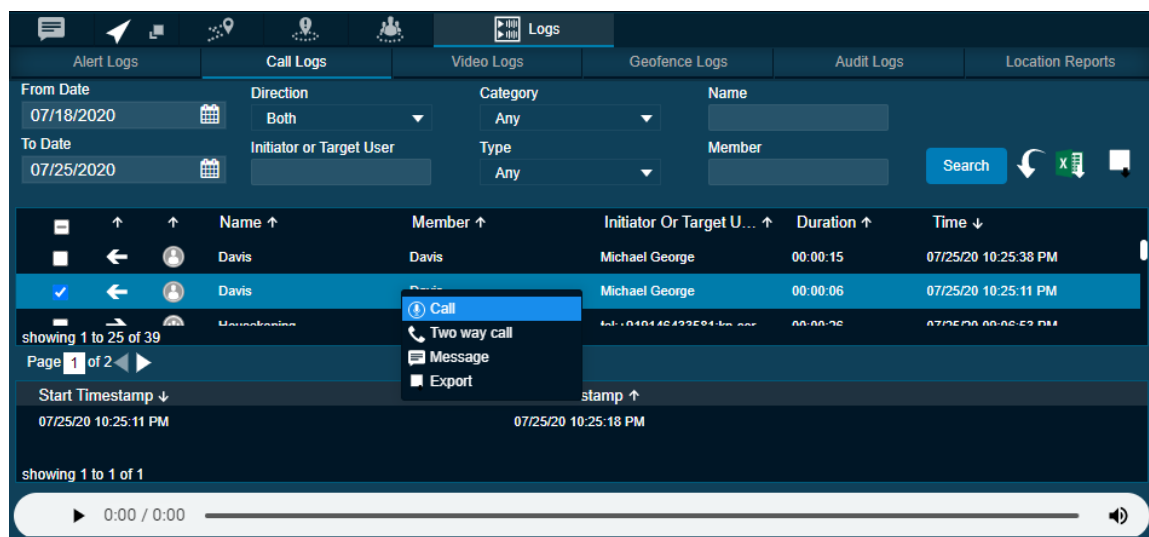 Logs
Alert Logs Call Logs Video Logs Geofence Logs Audit Logs Location Reports
From Date Direction Category Name
07/18/2020 Both Any
To Date Initiator or Target User Type Member
07/25/2020 Any Search
Name ↑ Member ↑ Initiator Or Target U... ↑ Duration ↑ Time ↓
Davis Davis Michael George 00:00:15 07/25/20 10:25:38 PM
Davis Michael George 00:00:06 07/25/20 10:25:11 PM
Call
Two way call
Message
Export
showing 1 to 25 of 39
Page 1 of 2
Start Timestamp ↓ stamp ↑
07/25/20 10:25:11 PM 07/25/20 10:25:18 PM
showing 1 to 1 of 1
0:00 / 0:00